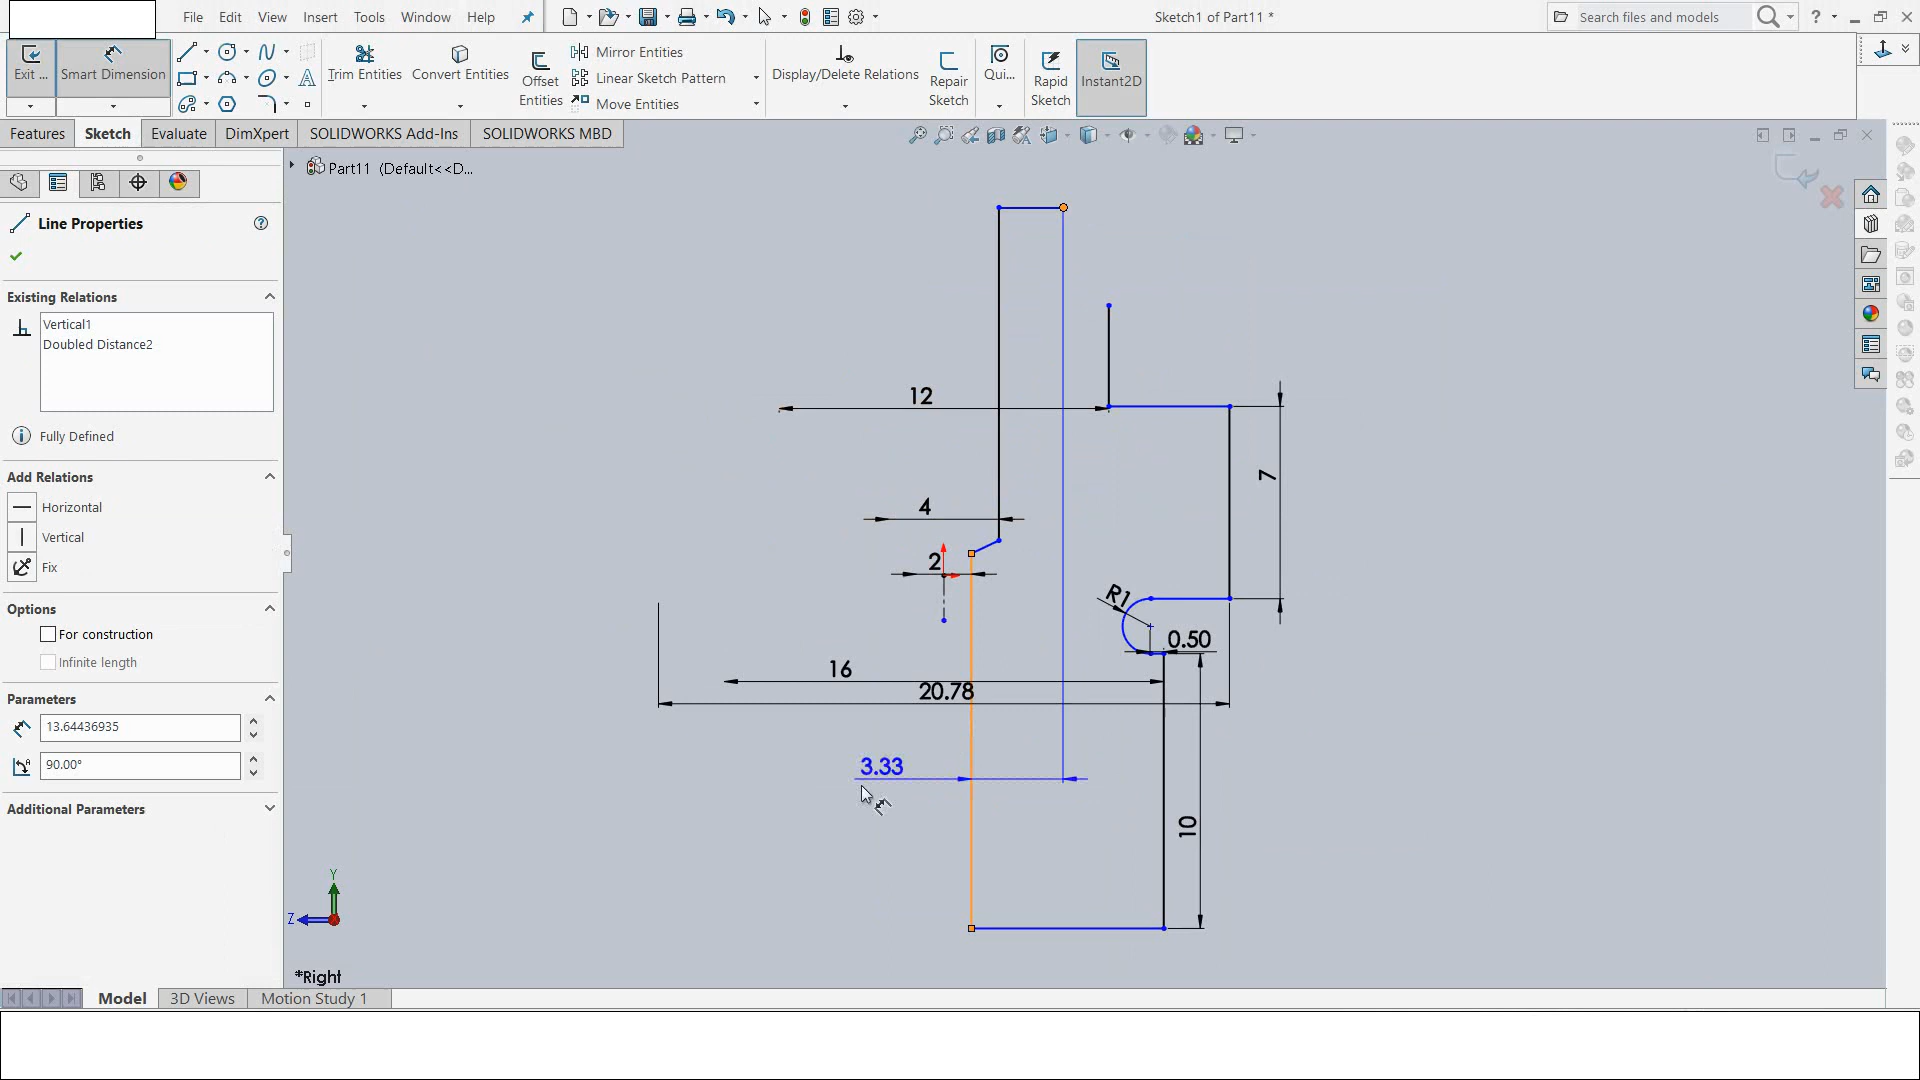 File Edit View Insert Tools Window Help
Sketch1 of Part11 *
Search files and models
Exit ...
Smart Dimension
Trim Entities
Convert Entities
Offset Entities
Mirror Entities
Linear Sketch Pattern
Move Entities
Display/Delete Relations
Repair Sketch
Qui...
Rapid Sketch
Instant2D
Features Sketch Evaluate DimXpert SOLIDWORKS Add-Ins SOLIDWORKS MBD
Part11 (Default<<D...
Line Properties
Existing Relations
Vertical1
Doubled Distance2
Fully Defined
Add Relations
Horizontal
Vertical
Fix
Options
For construction
Infinite length
Parameters
13.64436935
90.00°
Additional Parameters
12
7
4
2
R1
0.50
16
20.78
3.33
10
Y
Z
*Right
Model 3D Views Motion Study 1